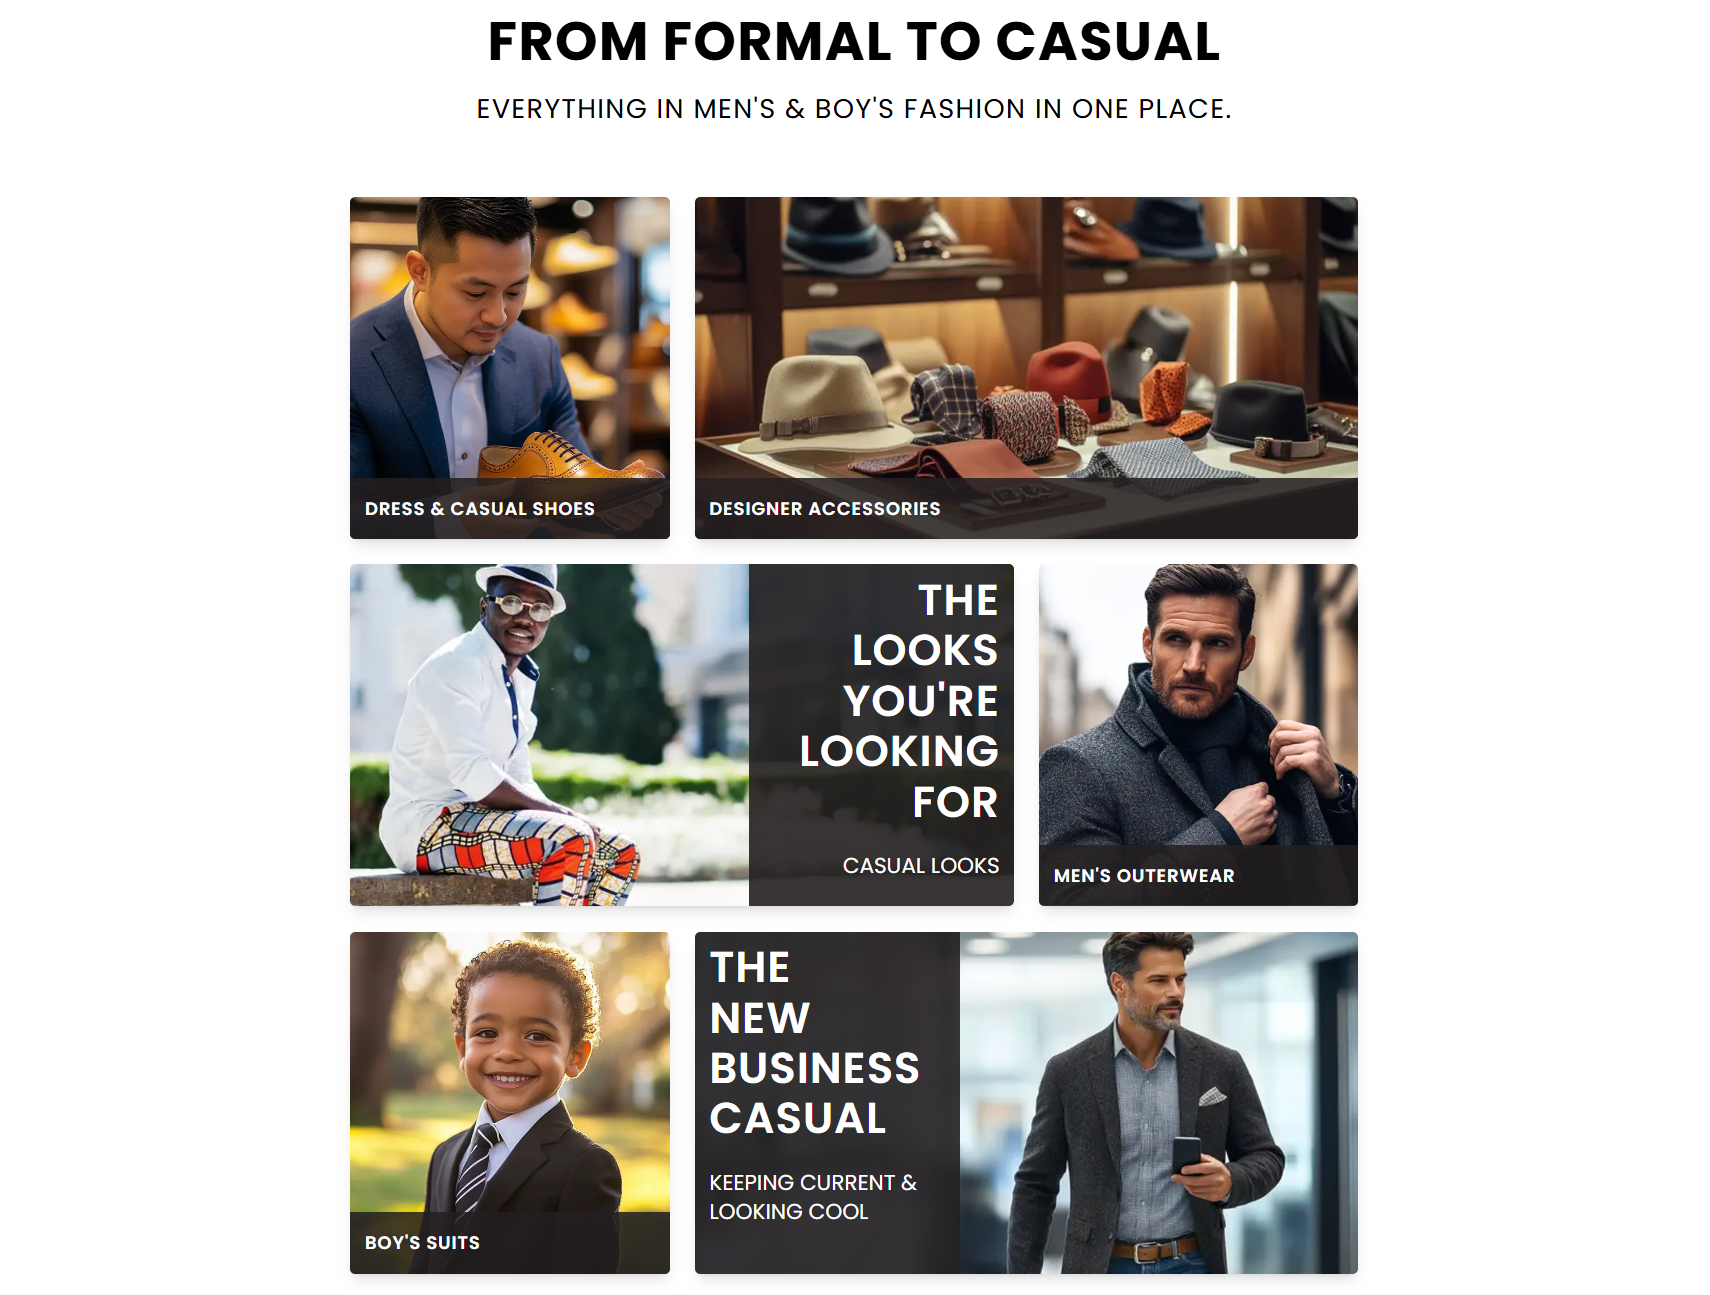 FROM FORMAL TO CASUAL
EVERYTHING IN MEN'S & BOY'S FASHION IN ONE PLACE.
DRESS & CASUAL SHOES
DESIGNER ACCESSORIES
THE
LOOKS
YOU'RE
LOOKING
FOR
CASUAL LOOKS
MEN'S OUTERWEAR
BOY'S SUITS
THE
NEW
BUSINESS
CASUAL
KEEPING CURRENT &
LOOKING COOL